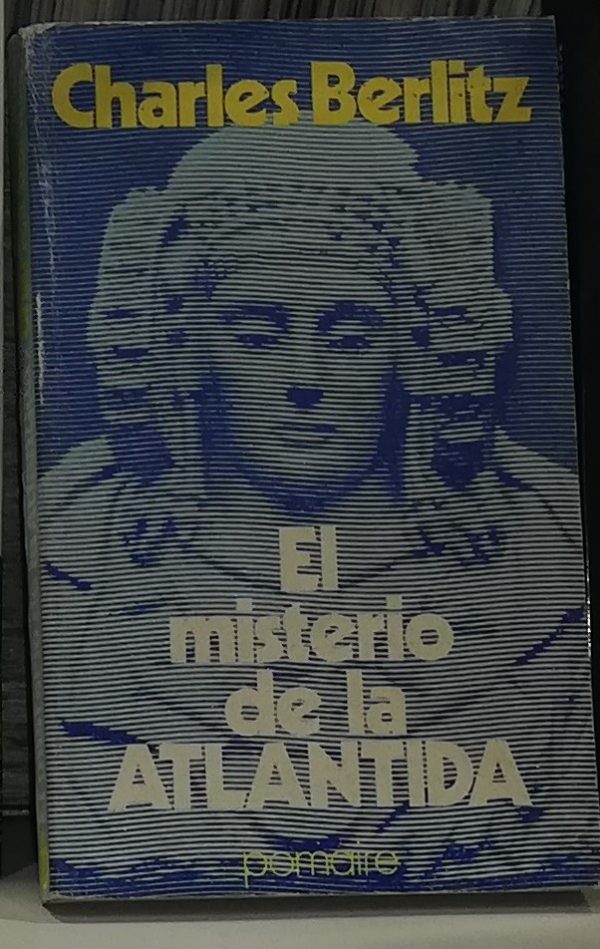 Charles Berlitz
El
misterio
de la
ATLANTIDA
pomaire